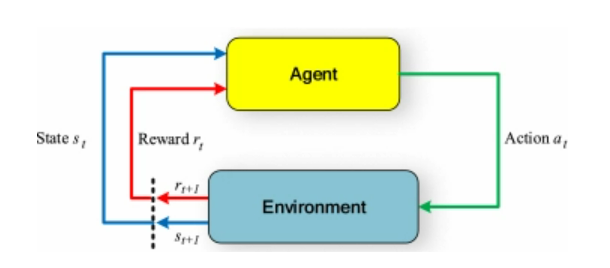 Agent
State s_t
Reward r_t
Action a_t
r_{t+1}
Environment
s_{t+1}